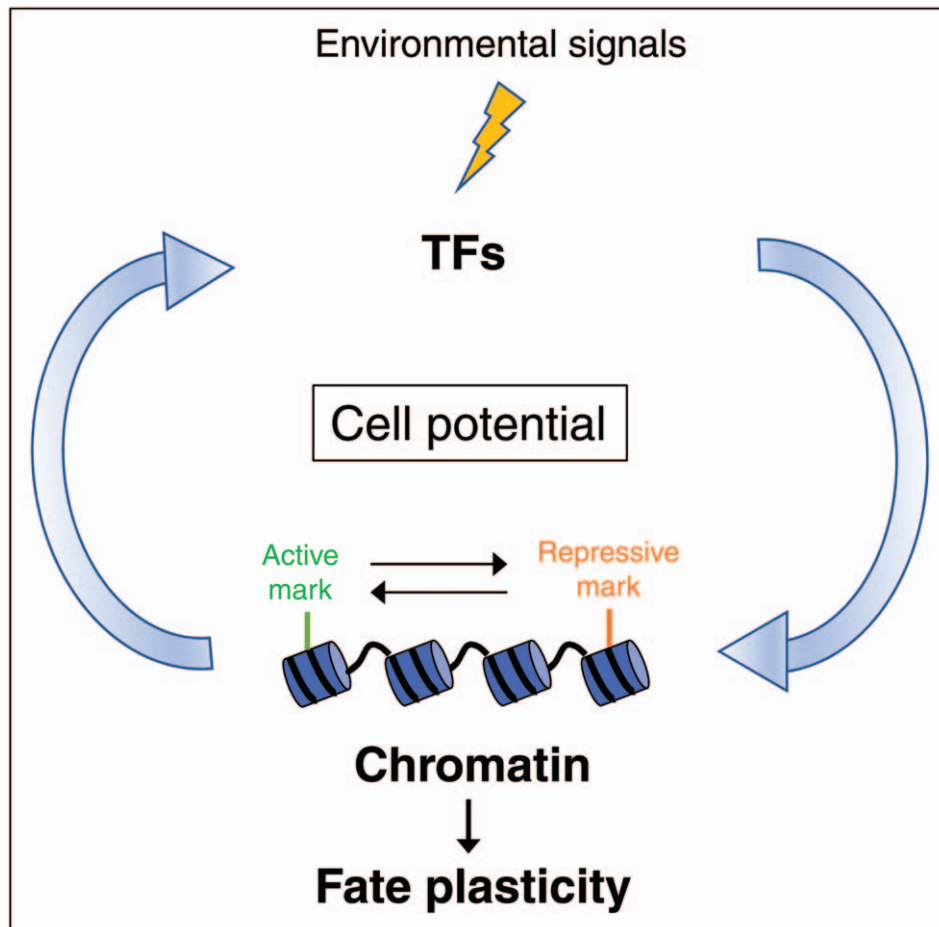 Environmental signals
TFs
Cell potential
Active
mark
Repressive
mark
Chromatin
Fate plasticity